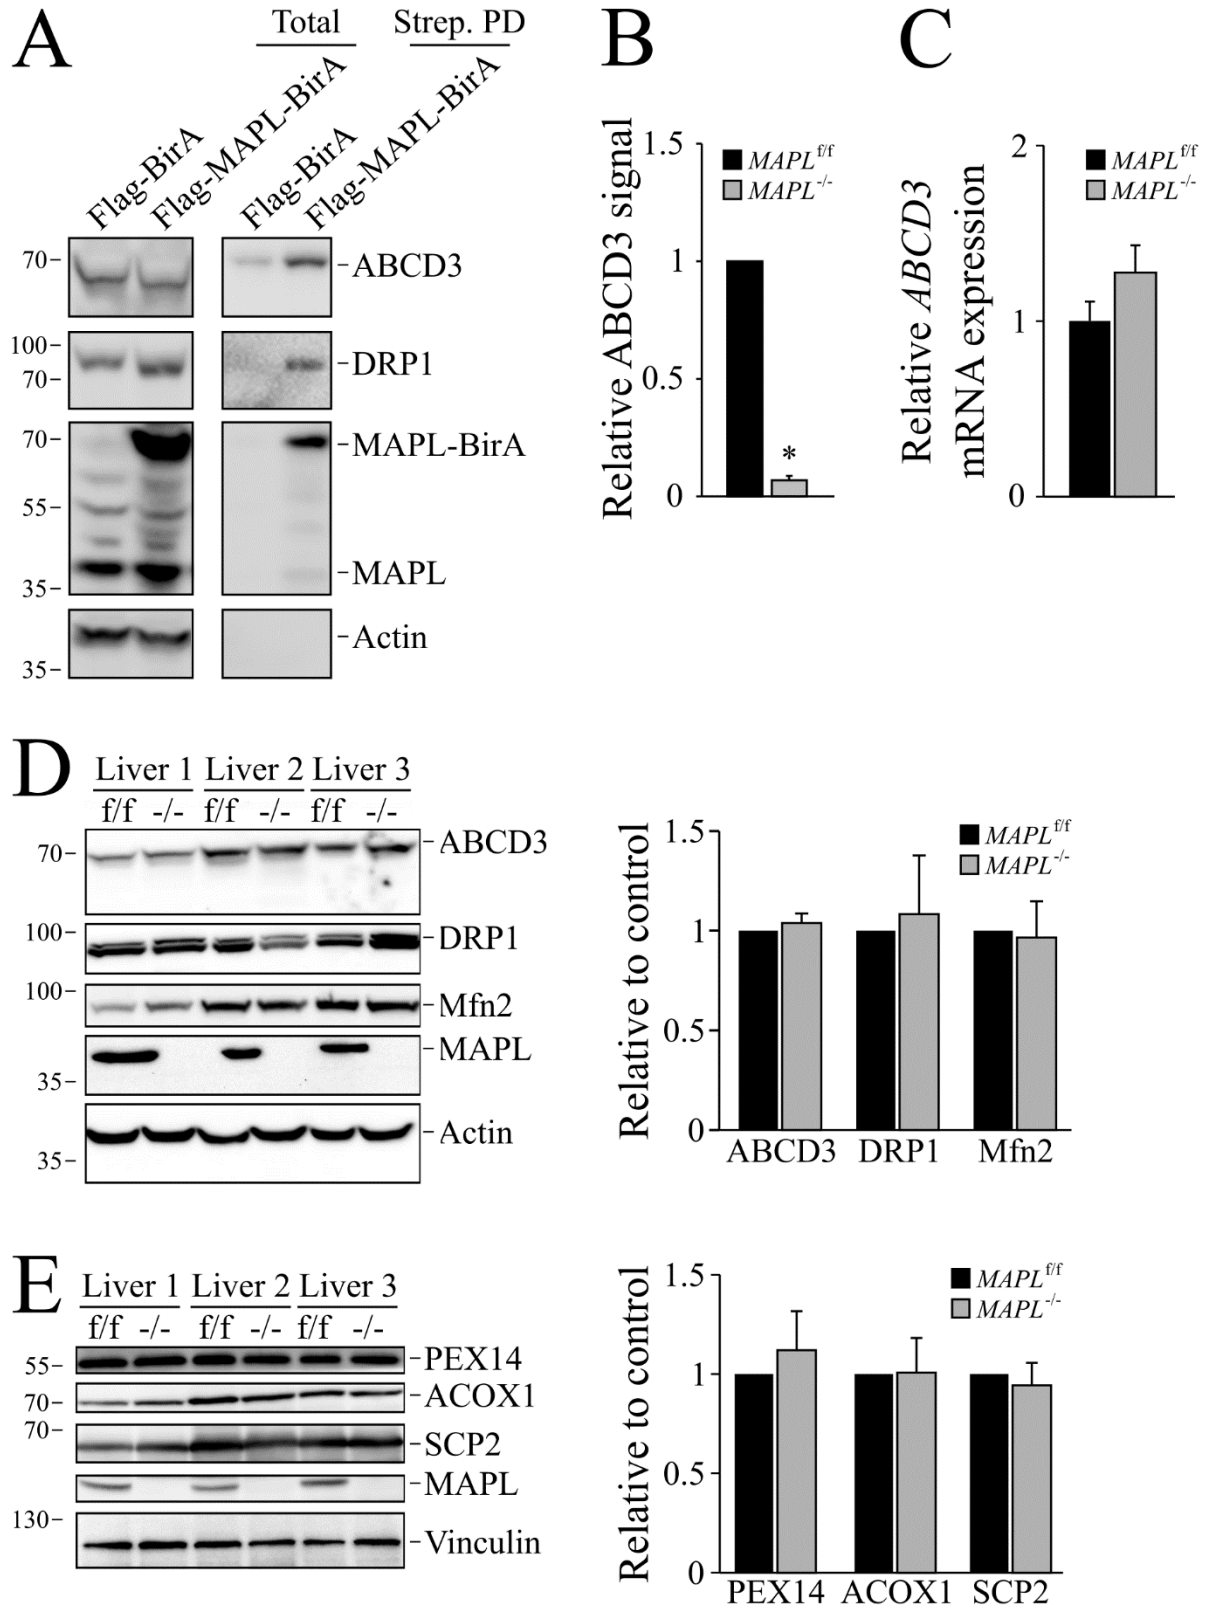 A
Total
Strep. PD
Flag-BirA
Flag-MAPL-BirA
Flag-BirA
Flag-MAPL-BirA
70
ABCD3
100
70
DRP1
70
MAPL-BirA
55
MAPL
35
Actin
35
B
Relative ABCD3 signal
1.5
1
0.5
0
MAPL f/f
MAPL -/-
*
C
Relative ABCD3
mRNA expression
2
1
0
MAPL f/f
MAPL -/-
D
Liver 1 Liver 2 Liver 3
f/f -/- f/f -/- f/f -/-
70
ABCD3
100
DRP1
100
Mfn2
MAPL
35
Actin
35
Relative to control
1.5
1
0.5
0
MAPL f/f
MAPL -/-
ABCD3 DRP1 Mfn2
E
Liver 1 Liver 2 Liver 3
f/f -/- f/f -/- f/f -/-
55
PEX14
70
ACOX1
70
SCP2
MAPL
130
Vinculin
Relative to control
1.5
1
0.5
0
MAPL f/f
MAPL -/-
PEX14 ACOX1 SCP2